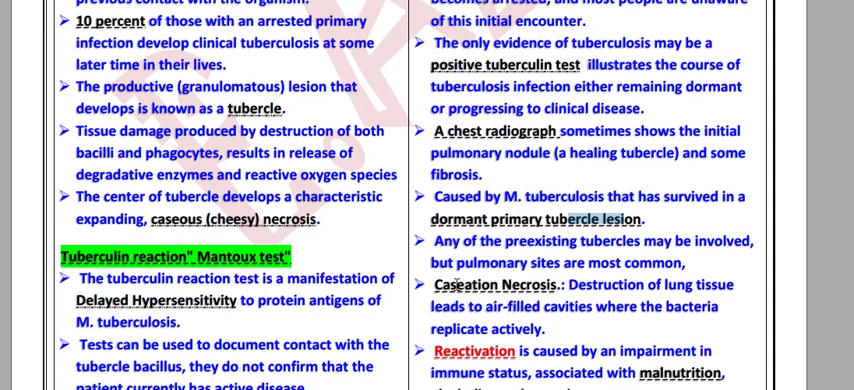 previous contact with the organism.
➢ 10 percent of those with an arrested primary
infection develop clinical tuberculosis at some
later time in their lives.
➢ The productive (granulomatous) lesion that
develops is known as a tubercle.
➢ Tissue damage produced by destruction of both
bacilli and phagocytes, results in release of
degradative enzymes and reactive oxygen species
➢ The center of tubercle develops a characteristic
expanding, caseous (cheesy) necrosis.
Tuberculin reaction" Mantoux test"
➢ The tuberculin reaction test is a manifestation of
Delayed Hypersensitivity to protein antigens of
M. tuberculosis.
➢ Tests can be used to document contact with the
tubercle bacillus, they do not confirm that the
patient currently has active disease.
becomes arrested, and most people are unaware
of this initial encounter.
➢ The only evidence of tuberculosis may be a
positive tuberculin test illustrates the course of
tuberculosis infection either remaining dormant
or progressing to clinical disease.
➢ A chest radiograph sometimes shows the initial
pulmonary nodule (a healing tubercle) and some
fibrosis.
➢ Caused by M. tuberculosis that has survived in a
dormant primary tubercle lesion.
➢ Any of the preexisting tubercles may be involved,
but pulmonary sites are most common,
➢ Caseation Necrosis.: Destruction of lung tissue
leads to air-filled cavities where the bacteria
replicate actively.
➢ Reactivation is caused by an impairment in
immune status, associated with malnutrition,